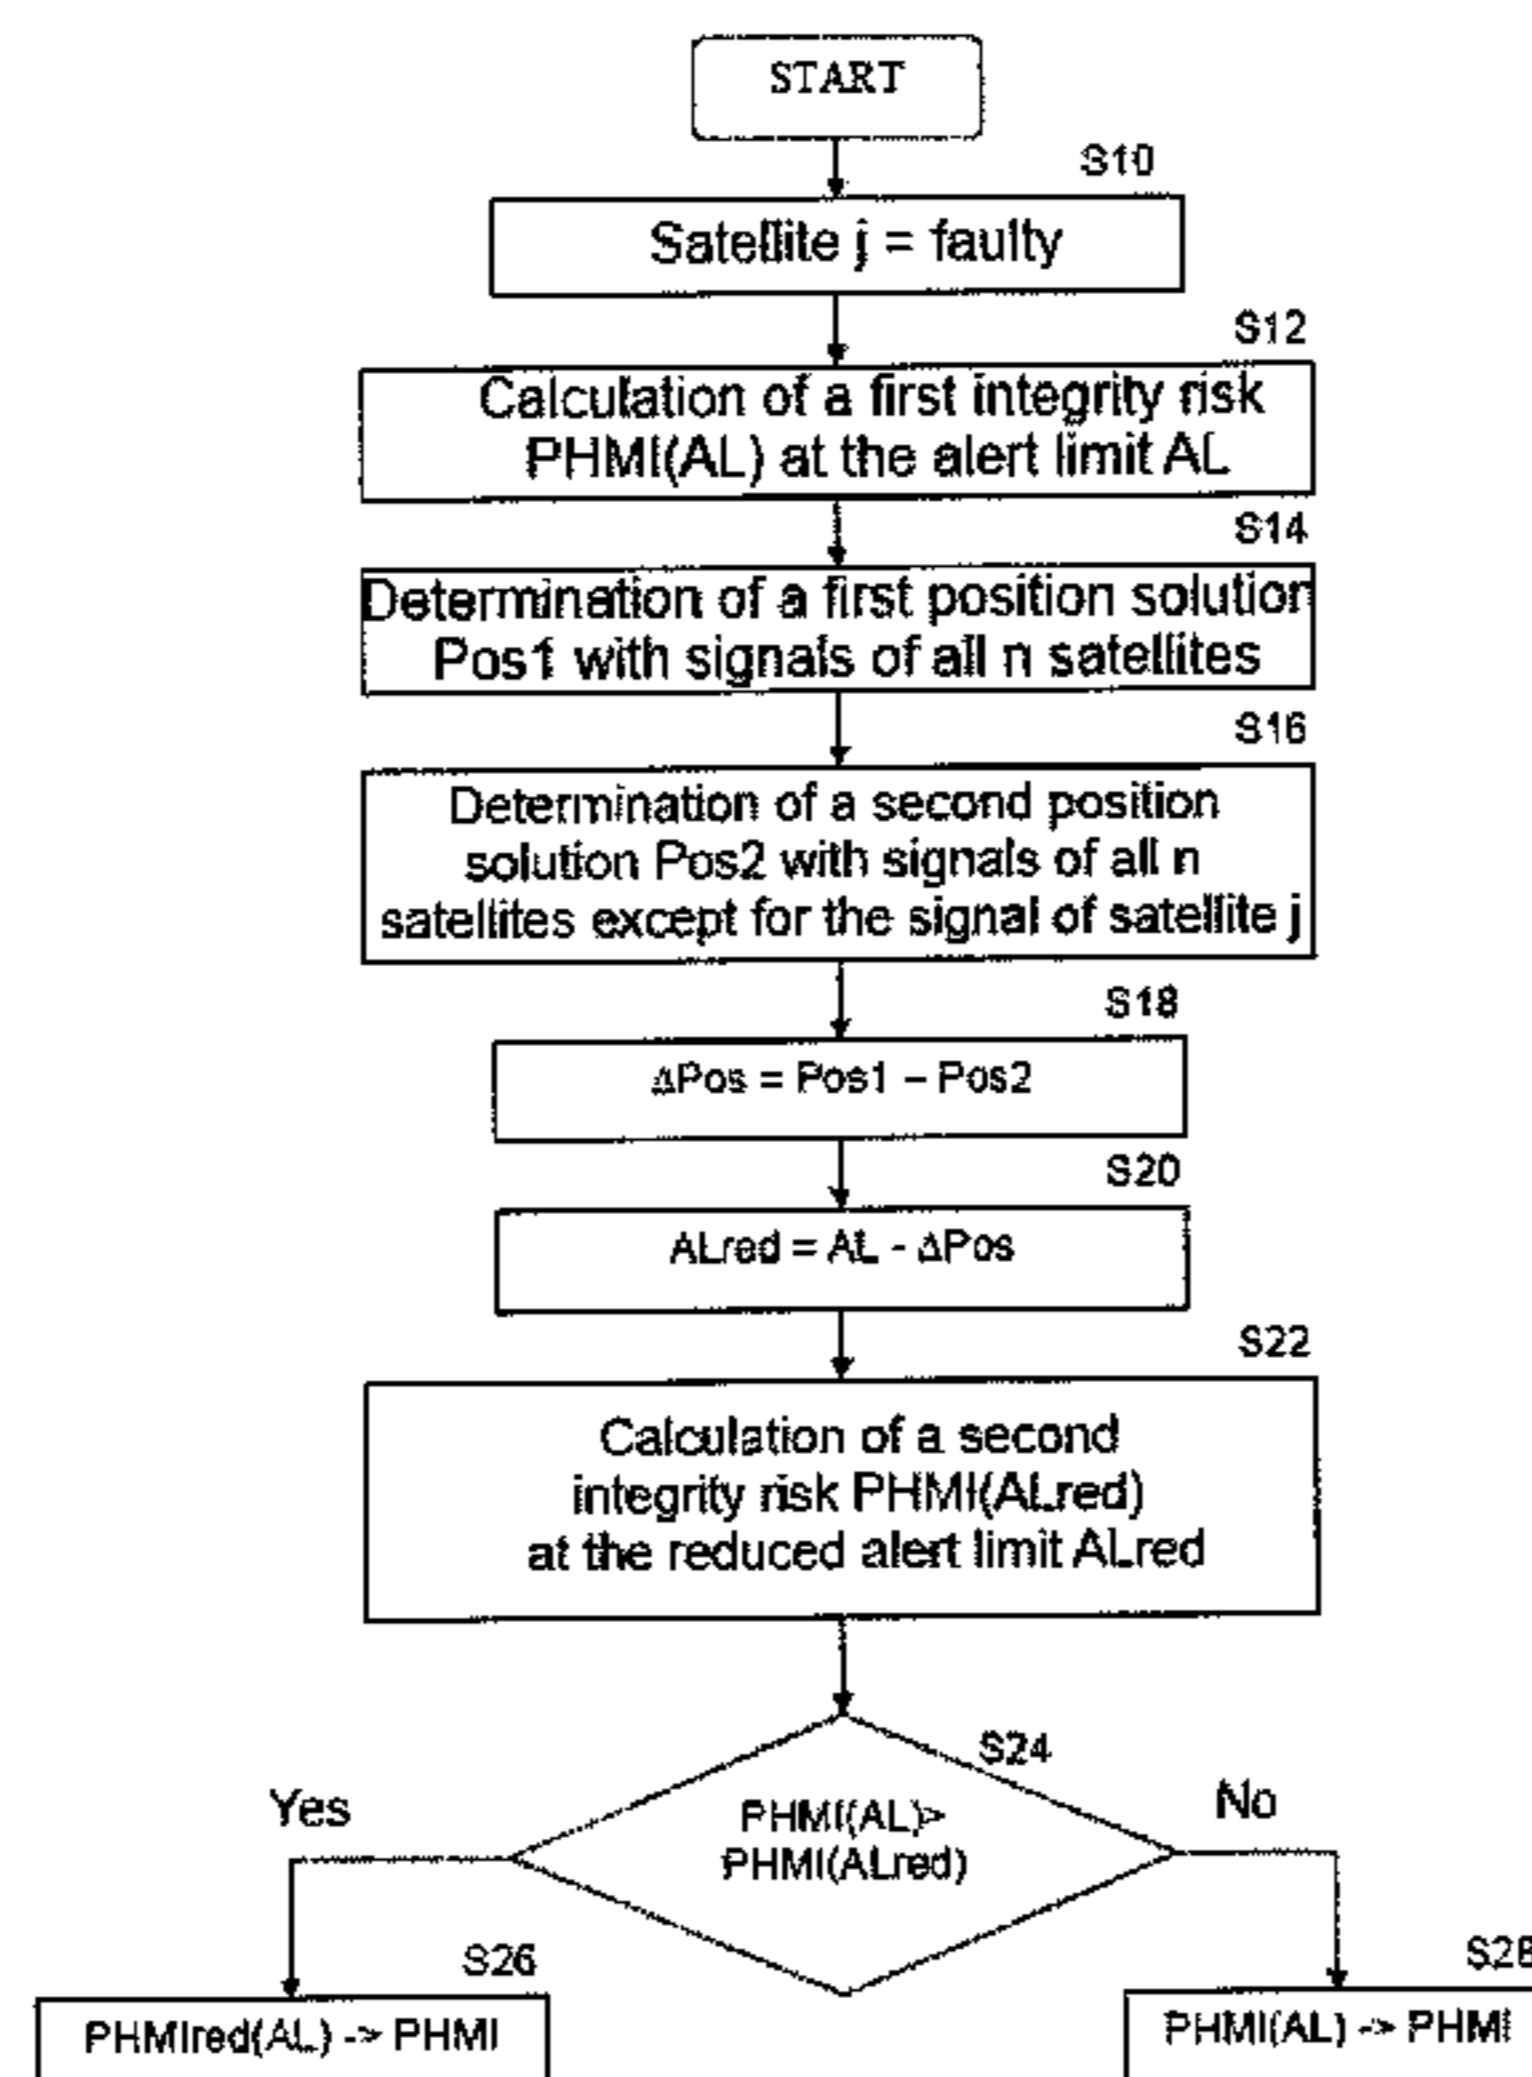 START
S10
Satellite j = faulty
S12
Calculation of a first integrity risk
PHMI(AL) at the alert limit AL
S14
Determination of a first position solution
Pos1 with signals of all n satellites
S16
Determination of a second position
solution Pos2 with signals of all n
satellites except for the signal of satellite j
S18
ΔPos = Pos1 – Pos2
S20
ALred = AL - ΔPos
S22
Calculation of a second
integrity risk PHMI(ALred)
at the reduced alert limit ALred
S24
Yes
PHMI(AL)>
PHMI(ALred)
No
S26
PHMIred(AL) -> PHMI
S28
PHMI(AL) -> PHMI